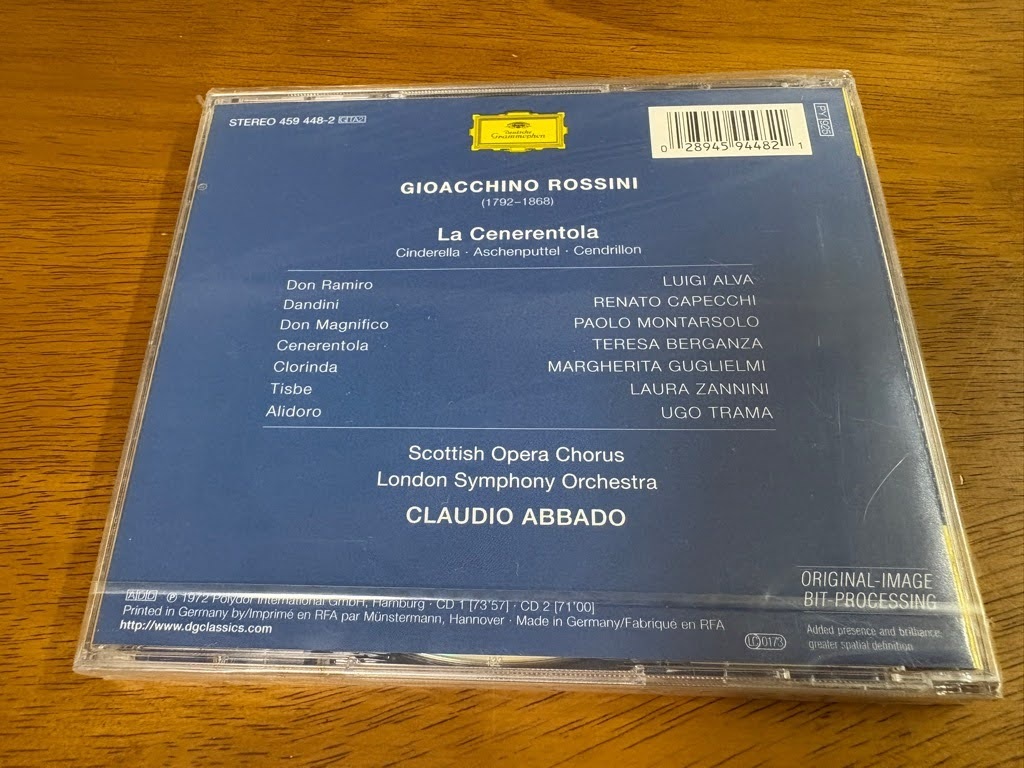 STEREO 459 448-2 GTA2
Deutsche
Grammophon
0 28945 94482 1
PY 925
GIOACCHINO ROSSINI
(1792–1868)
La Cenerentola
Cinderella · Aschenputtel · Cendrillon
Don Ramiro LUIGI ALVA
Dandini RENATO CAPECCHI
Don Magnifico PAOLO MONTARSOLO
Cenerentola TERESA BERGANZA
Clorinda MARGHERITA GUGLIELMI
Tisbe LAURA ZANNINI
Alidoro UGO TRAMA
Scottish Opera Chorus
London Symphony Orchestra
CLAUDIO ABBADO
ORIGINAL-IMAGE
BIT-PROCESSING
Added presence and brilliance,
greater spatial definition
ADD ℗ 1972 Polydor International GmbH, Hamburg · CD 1 [73'57] · CD 2 [71'00]
Printed in Germany by/Imprimé en RFA par Münstermann, Hannover · Made in Germany/Fabriqué en RFA
http://www.dgclassics.com
LC 0173